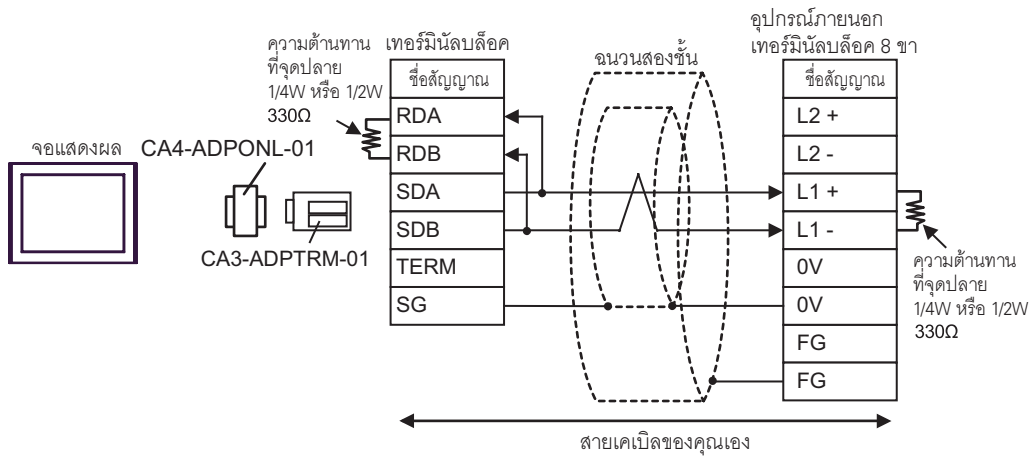 อุปกรณ์ภายนอก
เทอร์มินัลบล็อค 8 ขา
ความต้านทาน
ที่จุดปลาย
1/4W หรือ 1/2W
330Ω
เทอร์มินัลบล็อค
ฉนวนสองชั้น
ชื่อสัญญาณ
RDA
RDB
SDA
SDB
TERM
SG
จอแสดงผล
CA4-ADPONL-01
CA3-ADPTRM-01
ชื่อสัญญาณ
L2 +
L2 -
L1 +
L1 -
0V
0V
FG
FG
ความต้านทาน
ที่จุดปลาย
1/4W หรือ 1/2W
330Ω
สายเคเบิลของคุณเอง